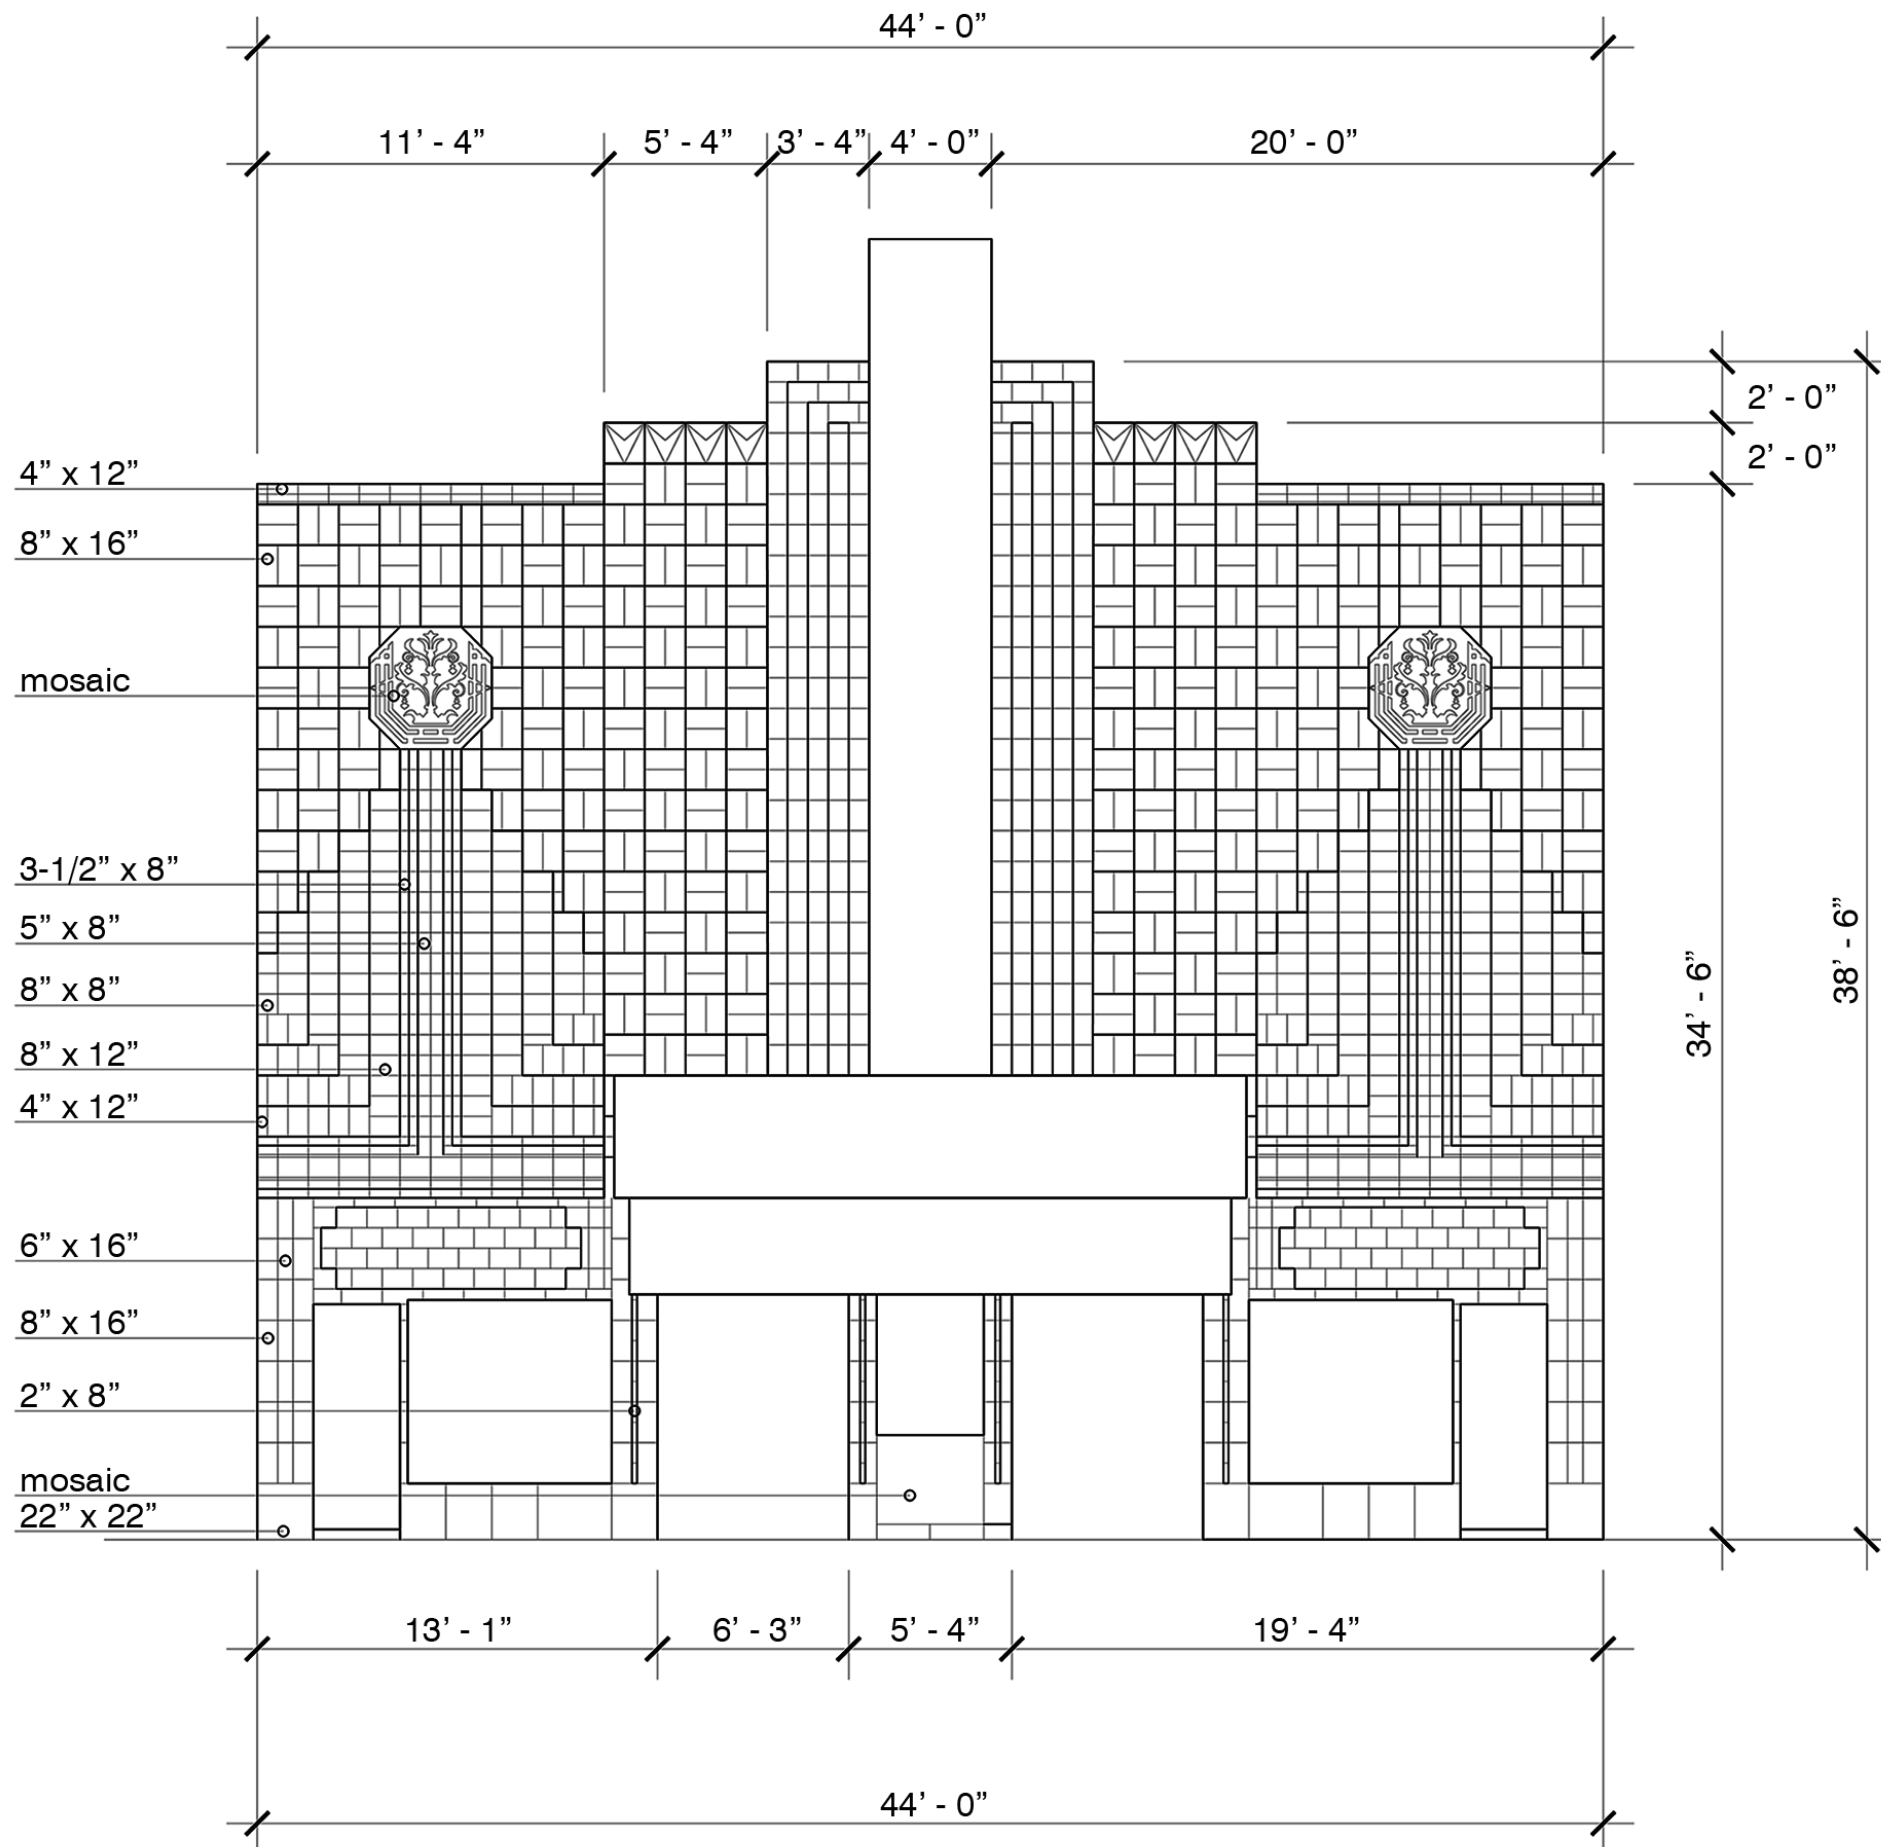 44’ - 0”
11’ - 4”
5’ - 4”
3’ - 4”
4’ - 0”
20’ - 0”
2’ - 0”
2’ - 0”
34’ - 6”
38’ - 6”
4” x 12”
8” x 16”
mosaic
3-1/2” x 8”
5” x 8”
8” x 8”
8” x 12”
4” x 12”
6” x 16”
8” x 16”
2” x 8”
mosaic
22” x 22”
13’ - 1”
6’ - 3”
5’ - 4”
19’ - 4”
44’ - 0”